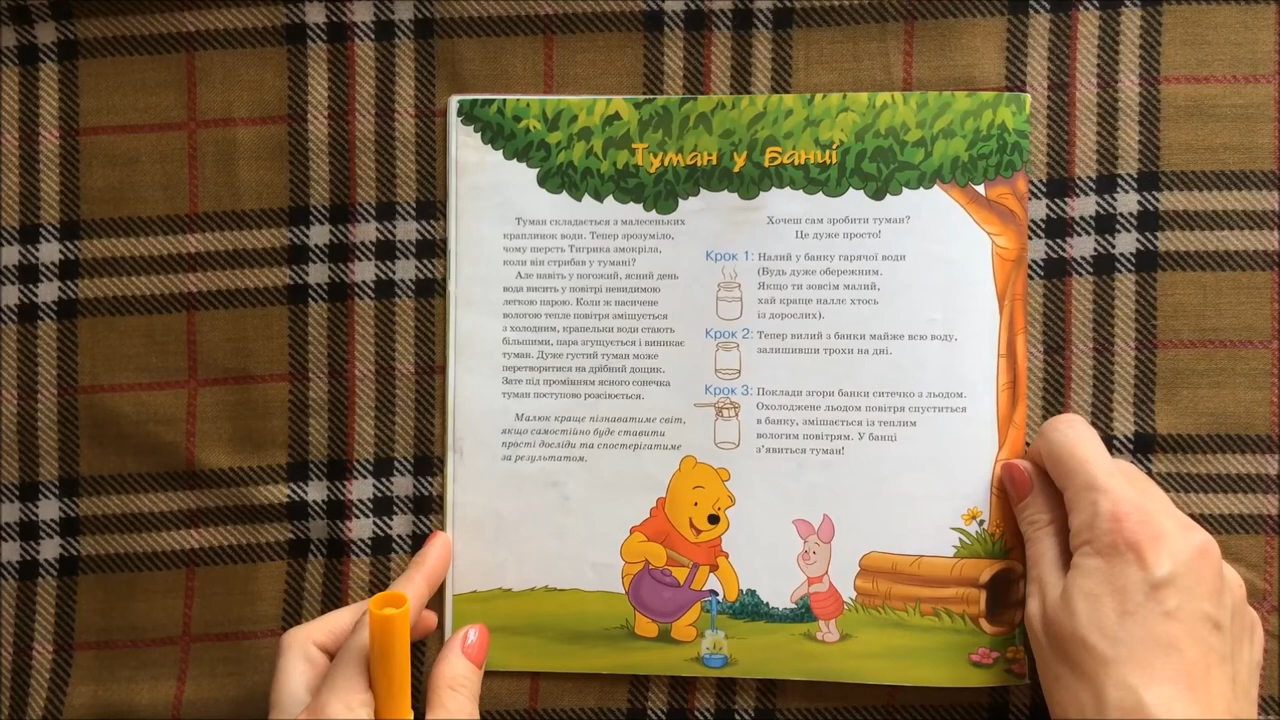 Туман у банці
Туман складається з малесеньких
краплинок води. Тепер зрозуміло,
чому шерсть Тигрика змокріла,
коли він стрибав у тумані?
Але навіть у погожий, ясний день
вода висить у повітрі невидимою
легкою парою. Коли ж насичене
вологою тепле повітря змішується
з холодним, крапельки води стають
більшими, пара згущується і виникає
туман. Дуже густий туман може
перетворитися на дрібний дощик.
Зате під промінням ясного сонечка
туман поступово розсіюється.
Малюк краще пізнаватиме світ,
якщо самостійно буде ставити
прості досліди та спостерігатиме
за результатом.
Хочеш сам зробити туман?
Це дуже просто!
Крок 1: Налий у банку гарячої води
(Будь дуже обережним.
Якщо ти зовсім малий,
хай краще наллє хтось
із дорослих).
Крок 2: Тепер вилий з банки майже всю воду,
залишивши трохи на дні.
Крок 3: Поклади згори банки ситечко з льодом.
Охолоджене льодом повітря спуститься
в банку, змішається із теплим
вологим повітрям. У банці
з’явиться туман!